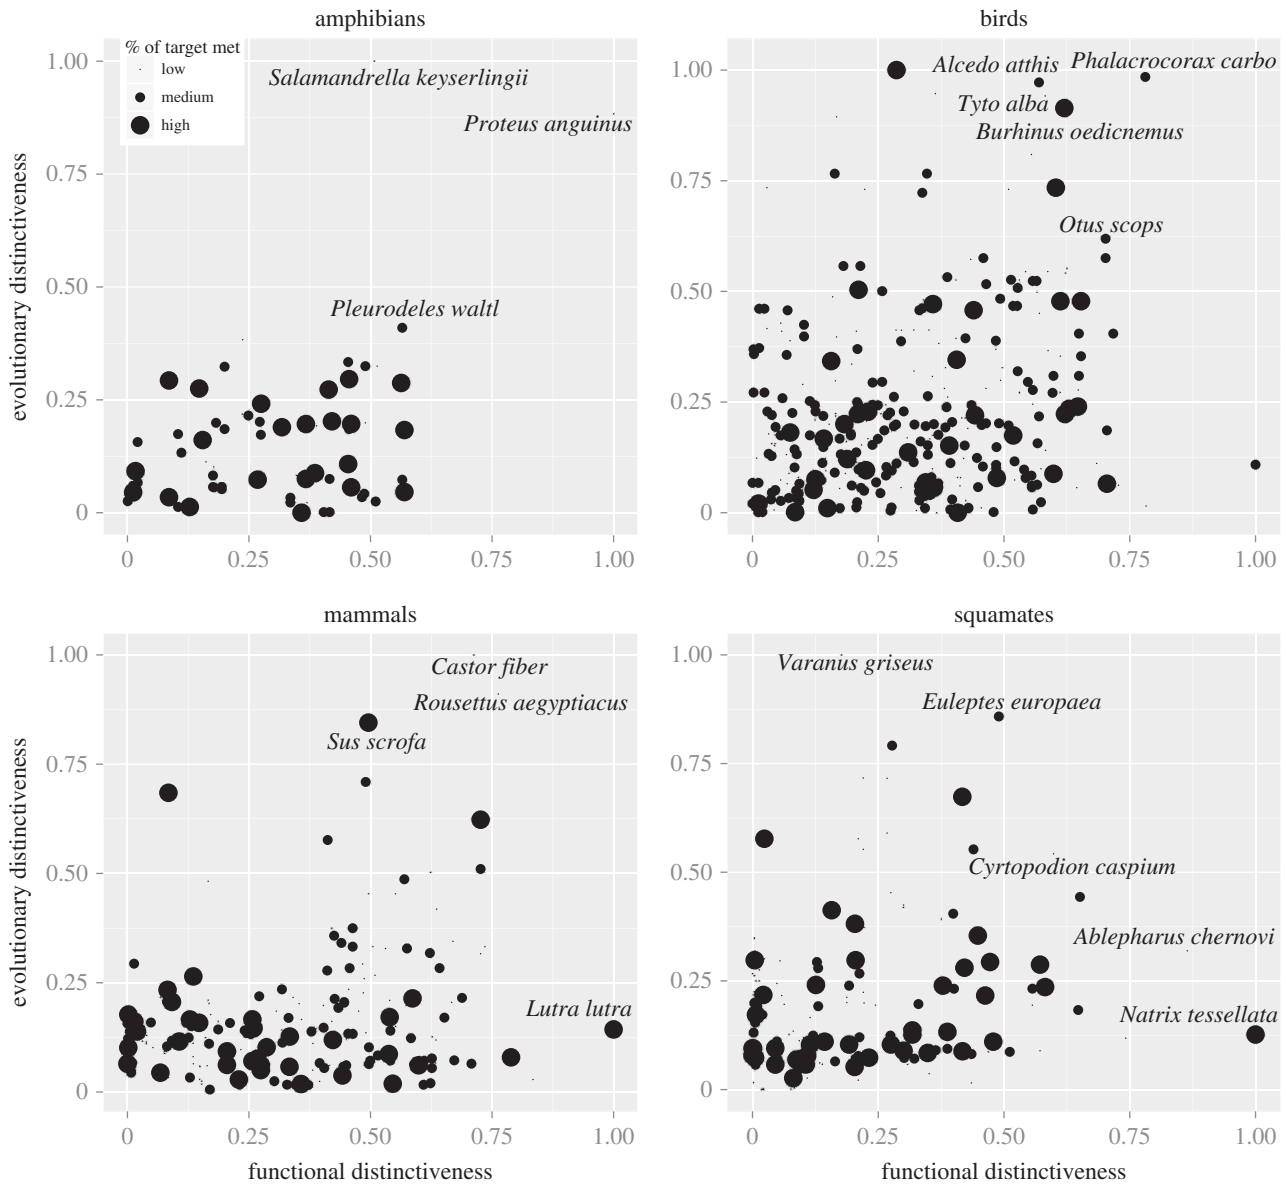 amphibians
birds
% of target met
low
medium
high
Salamandrella keyserlingii
Proteus anguinus
Pleurodeles waltl
Alcedo atthis
Phalacrocorax carbo
Tyto alba
Burhinus oedicnemus
Otus scops
evolutionary distinctiveness
1.00
0.75
0.50
0.25
0
0 0.25 0.50 0.75 1.00
1.00
0.75
0.50
0.25
0
0 0.25 0.50 0.75 1.00
mammals
squamates
Castor fiber
Rousettus aegyptiacus
Sus scrofa
Lutra lutra
Varanus griseus
Euleptes europaea
Cyrtopodion caspium
Ablepharus chernovi
Natrix tessellata
evolutionary distinctiveness
1.00
0.75
0.50
0.25
0
0 0.25 0.50 0.75 1.00
functional distinctiveness
1.00
0.75
0.50
0.25
0
0 0.25 0.50 0.75 1.00
functional distinctiveness